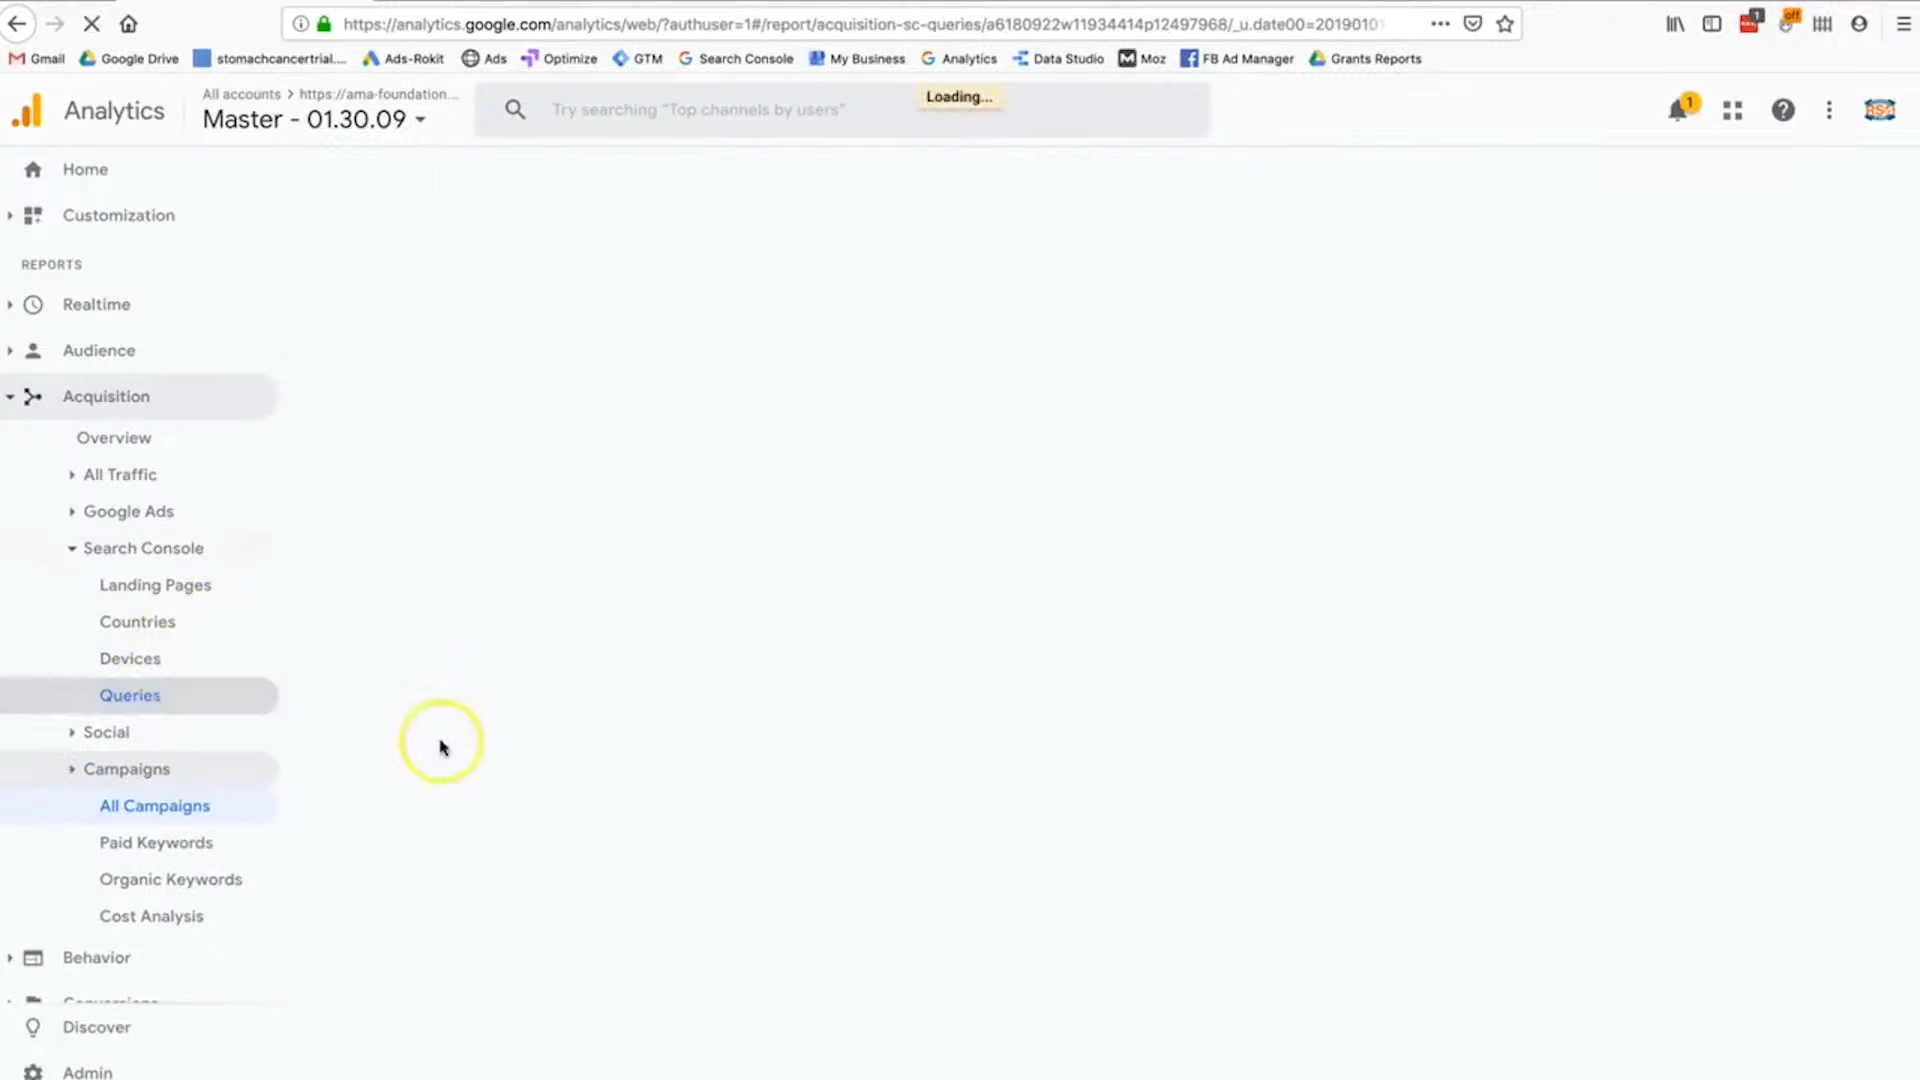 https://analytics.google.com/analytics/web/?authuser=1#/report/acquisition-sc-queries/a6180922w11934414p12497968/_u.date00=2019010
1
off
Gmail
Google Drive
stomachcancertrial....
Ads-Rokit
Ads
Optimize
GTM
Search Console
My Business
Analytics
Data Studio
Moz
FB Ad Manager
Grants Reports
Analytics
All accounts > https://ama-foundation...
Master - 01.30.09
Try searching "Top channels by users"
Loading...
1
Home
Customization
REPORTS
Realtime
Audience
Acquisition
Overview
All Traffic
Google Ads
Search Console
Landing Pages
Countries
Devices
Queries
Social
Campaigns
All Campaigns
Paid Keywords
Organic Keywords
Cost Analysis
Behavior
Discover
Admin